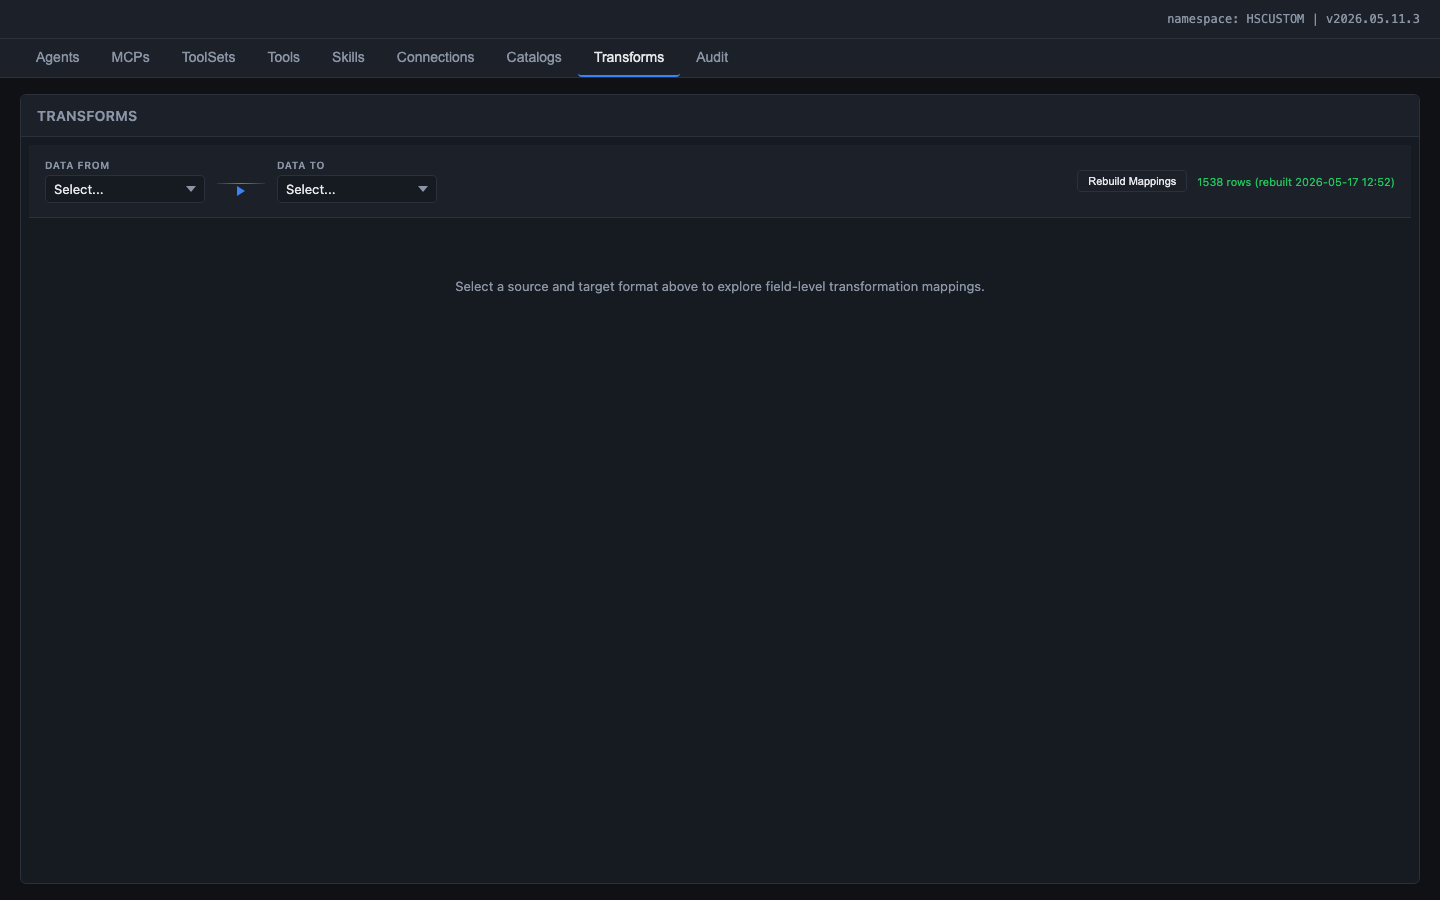 namespace: HSCUSTOM | v2026.05.11.3
Agents MCPs ToolSets Tools Skills Connections Catalogs Transforms Audit
TRANSFORMS
DATA FROM DATA TO
Select... Select... Rebuild Mappings 1538 rows (rebuilt 2026-05-17 12:52)
Select a source and target format above to explore field-level transformation mappings.